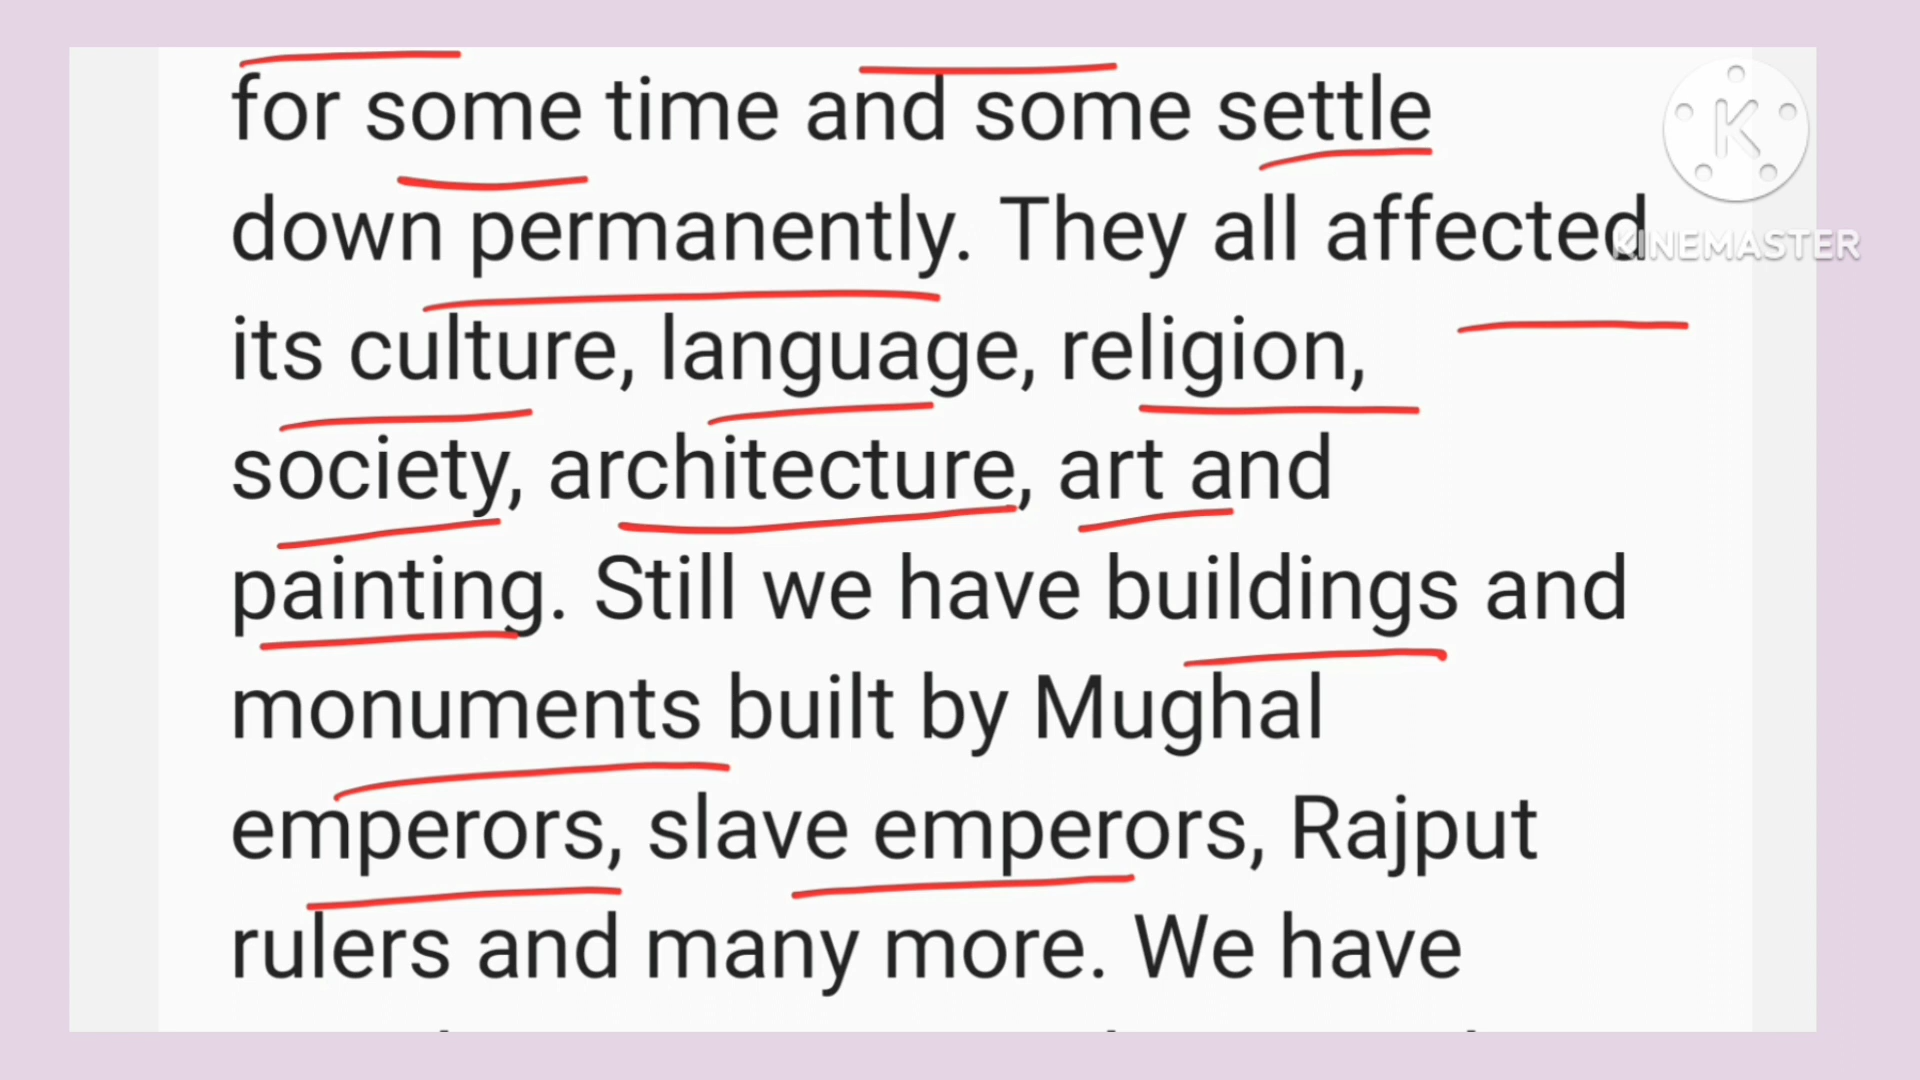 for some time and some settle
down permanently. They all affected
its culture, language, religion,
society, architecture, art and
painting. Still we have buildings and
monuments built by Mughal
emperors, slave emperors, Rajput
rulers and many more. We have
K
KINEMASTER